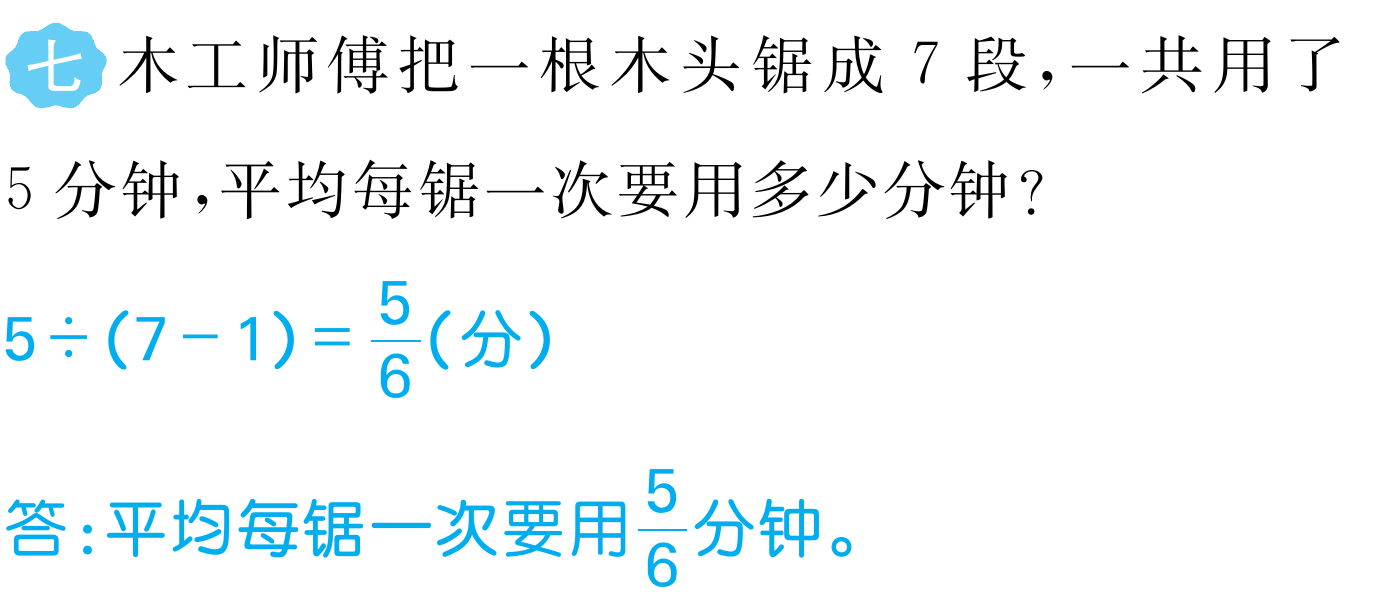 七 木工师傅把一根木头锯成 7 段,一共用了
5 分钟,平均每锯一次要用多少分钟?
5÷(7-1)=5/6(分)
答:平均每锯一次要用5/6分钟。